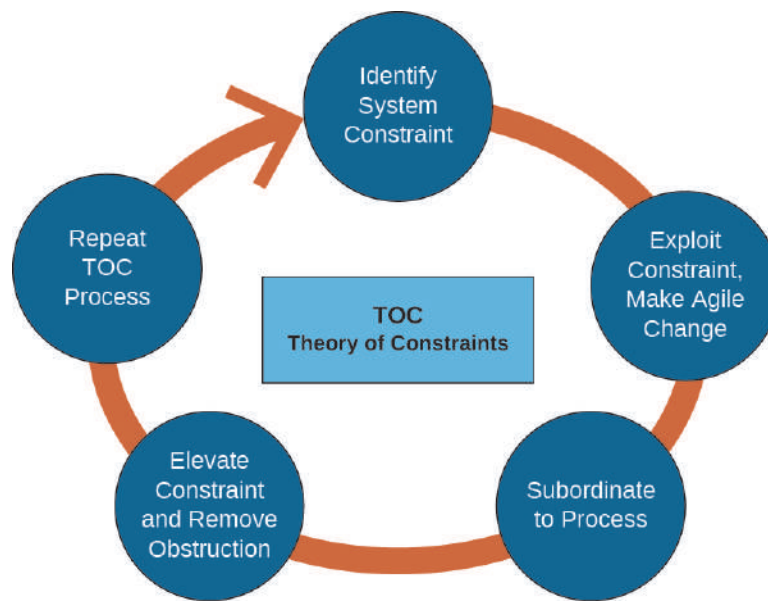 Identify
System
Constraint
Exploit
Constraint,
Make Agile
Change
Subordinate
to Process
Elevate
Constraint
and Remove
Obstruction
Repeat
TOC
Process
TOC
Theory of Constraints